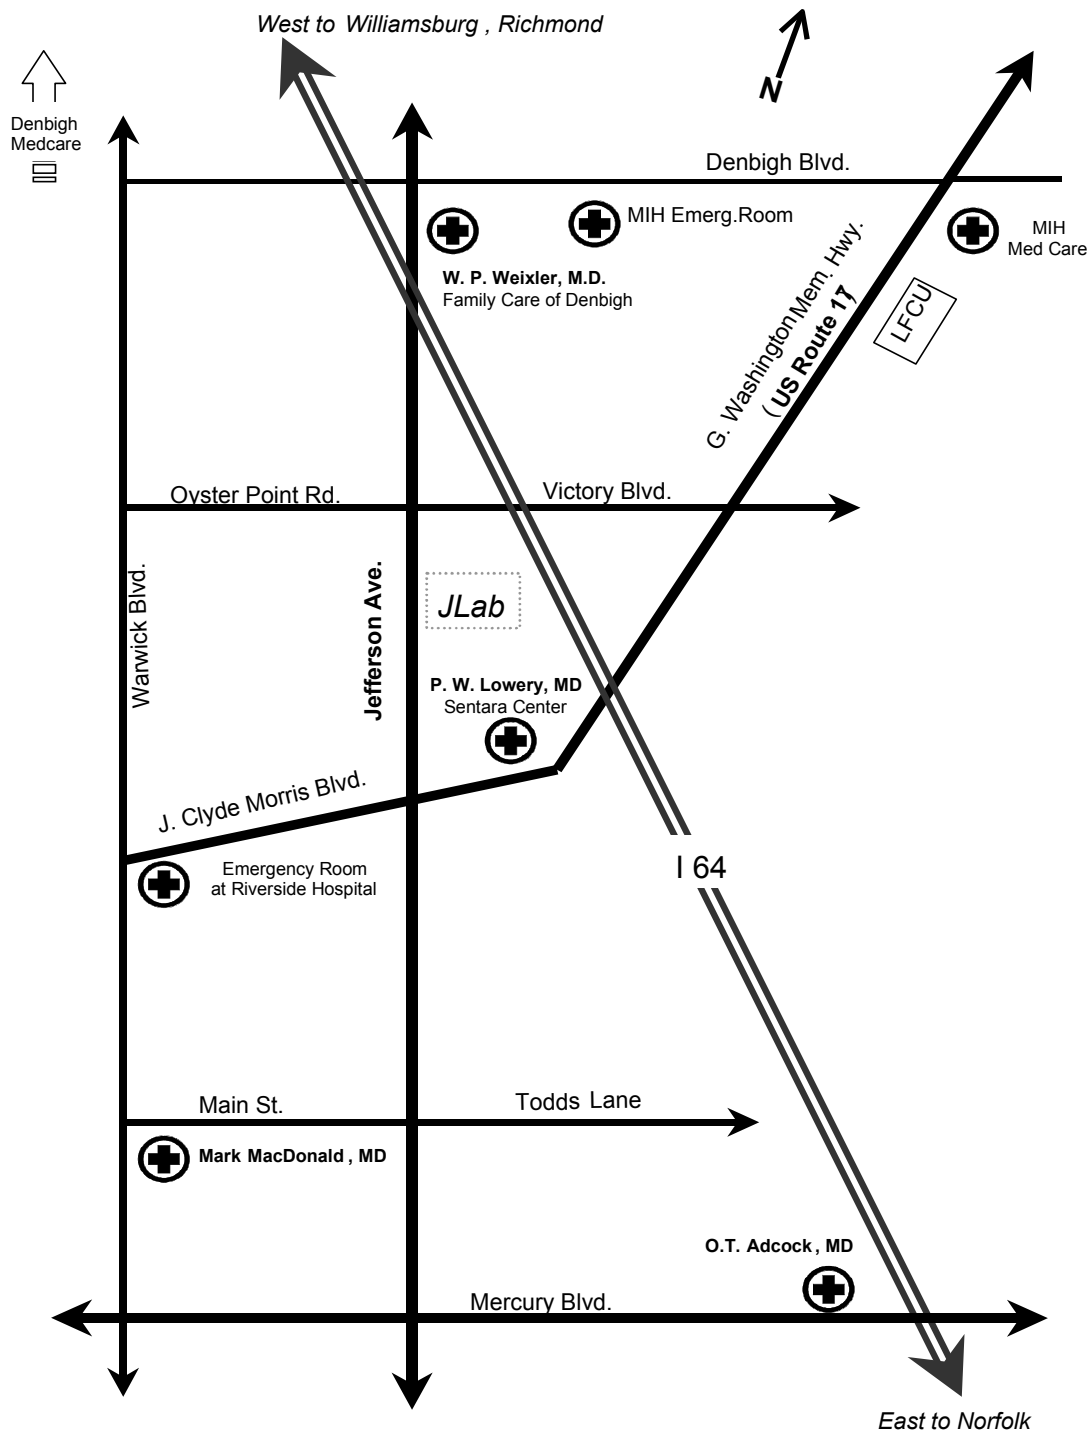 West to Williamsburg , Richmond
N
Denbigh
Medcare
Denbigh Blvd.
MIH Emerg.Room
MIH
Med Care
W. P. Weixler, M.D.
Family Care of Denbigh
G. Washington Mem. Hwy.
( US Route 17)
LFCU
Oyster Point Rd.
Victory Blvd.
Warwick Blvd.
Jefferson Ave.
JLab
P. W. Lowery, MD
Sentara Center
J. Clyde Morris Blvd.
I 64
Emergency Room
at Riverside Hospital
Main St.
Todds Lane
Mark MacDonald , MD
O.T. Adcock , MD
Mercury Blvd.
East to Norfolk